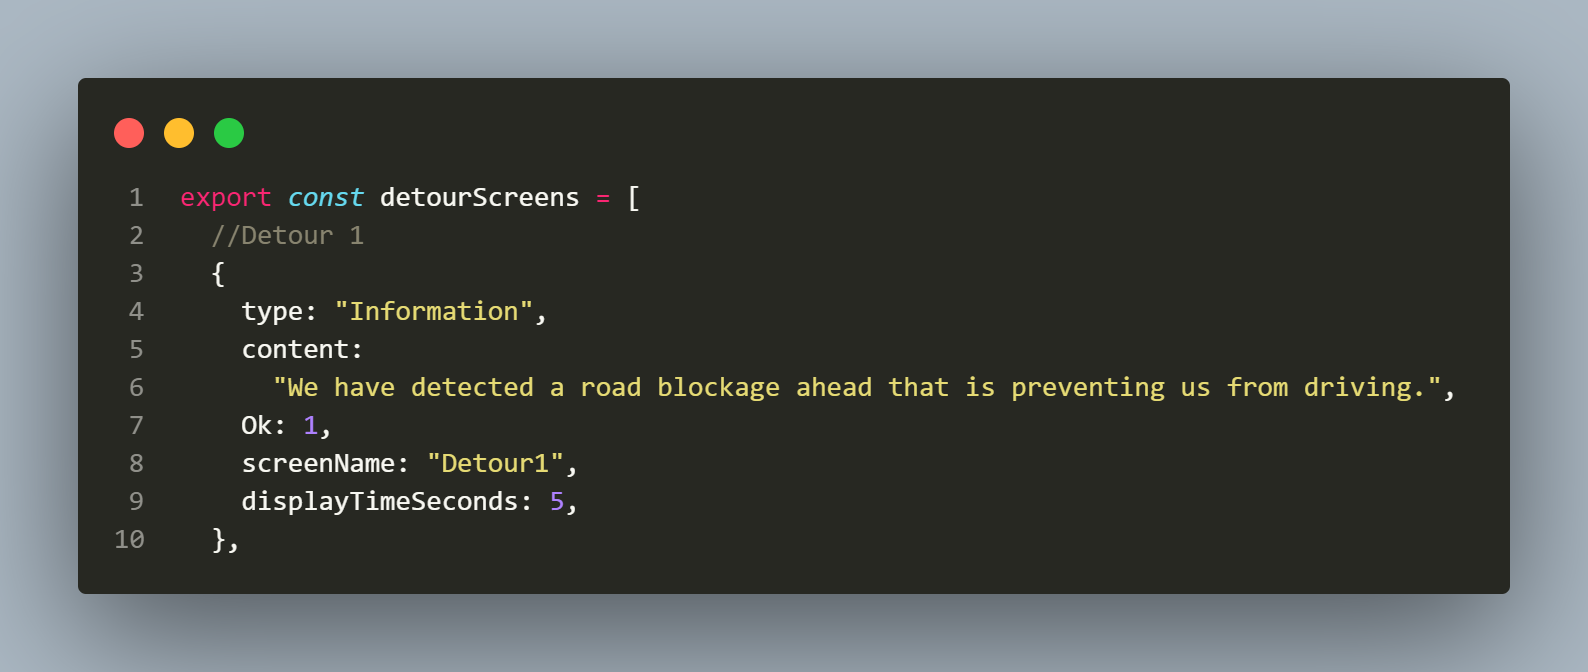 1 export const detourScreens = [
2 //Detour 1
3 {
4 type: "Information",
5 content:
6 "We have detected a road blockage ahead that is preventing us from driving.",
7 Ok: 1,
8 screenName: "Detour1",
9 displayTimeSeconds: 5,
10 },